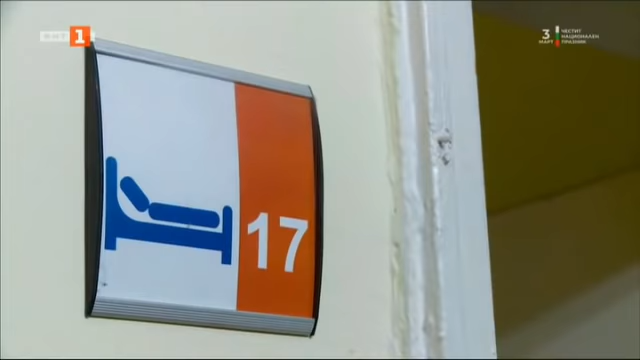 БНТ 1
3
МАРТ
ЧЕСТИТ
НАЦИОНАЛЕН
ПРАЗНИК
17